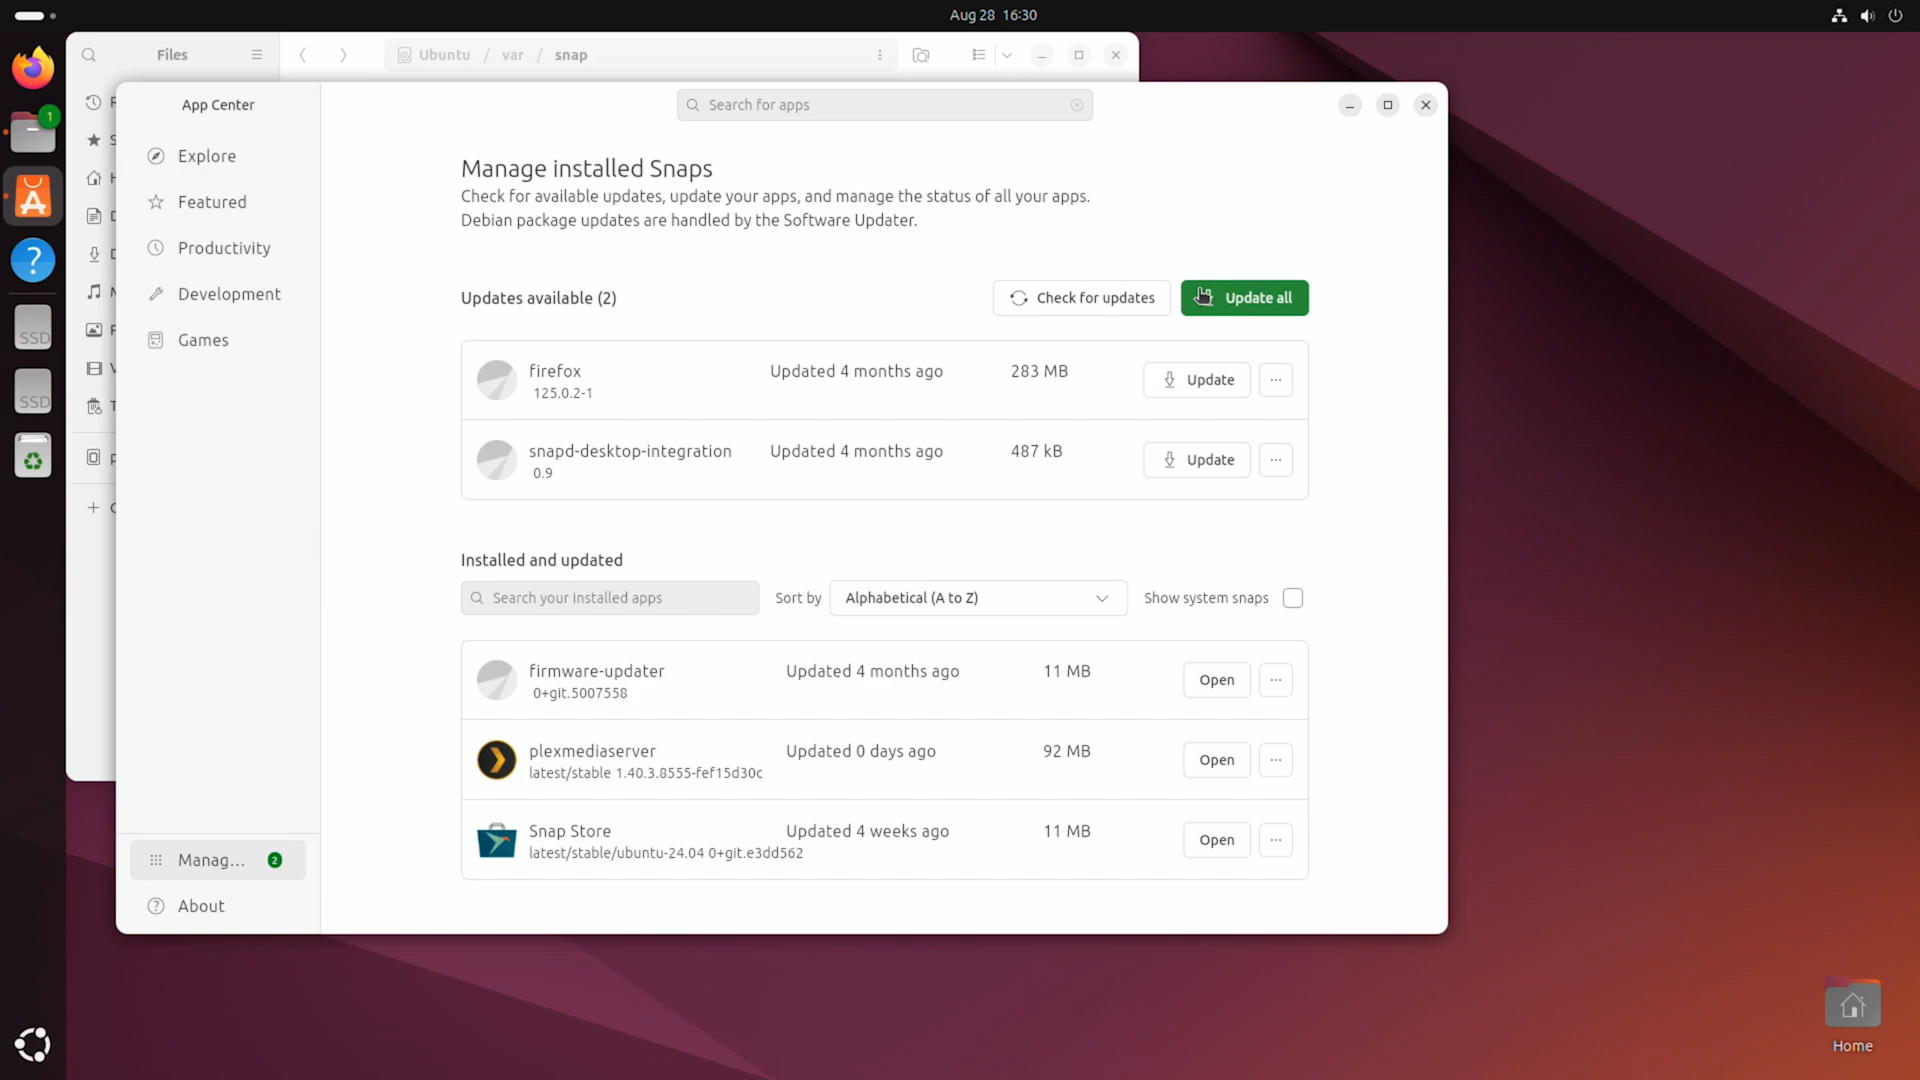 Aug 28 16:30
Files
Ubuntu / var / snap
1
SSD
SSD
App Center
Explore
Featured
Productivity
Development
Games
Manag... 2
About
Search for apps
Manage installed Snaps
Check for available updates, update your apps, and manage the status of all your apps.
Debian package updates are handled by the Software Updater.
Updates available (2)
Check for updates
Update all
firefox Updated 4 months ago 283 MB Update
125.0.2-1
snapd-desktop-integration Updated 4 months ago 487 kB Update
0.9
Installed and updated
Search your installed apps Sort by Alphabetical (A to Z) Show system snaps
firmware-updater Updated 4 months ago 11 MB Open
0+git.5007558
plexmediaserver Updated 0 days ago 92 MB Open
latest/stable 1.40.3.8555-fef15d30c
Snap Store Updated 4 weeks ago 11 MB Open
latest/stable/ubuntu-24.04 0+git.e3dd562
Home